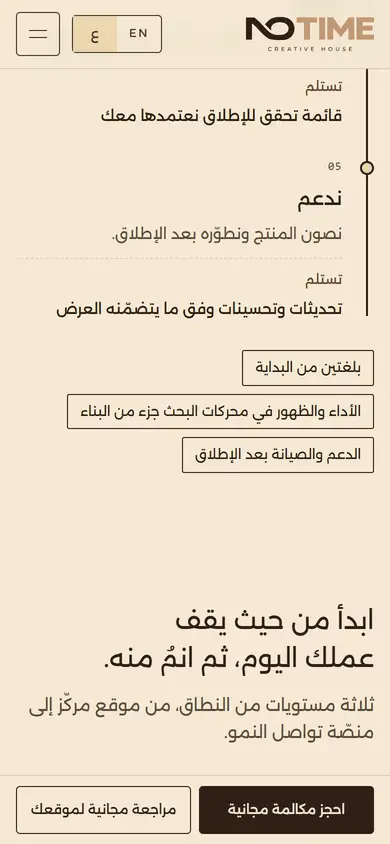 NOTIME
CREATIVE HOUSE
ع EN
تستلم
قائمة تحقق للإطلاق نعتمدها معك
05
ندعم
نصون المنتج ونطوّره بعد الإطلاق.
تستلم
تحديثات وتحسينات وفق ما يتضمّنه العرض
بلغتين من البداية
الأداء والظهور في محركات البحث جزء من البناء
الدعم والصيانة بعد الإطلاق
ابدأ من حيث يقف
عملك اليوم، ثم انمُ منه.
ثلاثة مستويات من النطاق، من موقع مركّز إلى
منصّة تواصل النمو.
احجز مكالمة مجانية
مراجعة مجانية لموقعك